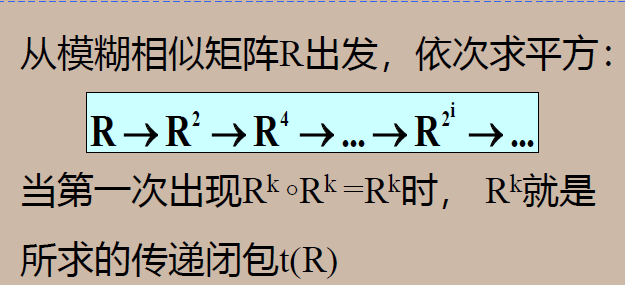 从模糊相似矩阵R出发，依次求平方：
R → R² → R⁴ → ... → R^{2^i} → ...
当第一次出现Rᵏ∘Rᵏ=Rᵏ时， Rᵏ就是
所求的传递闭包t(R)